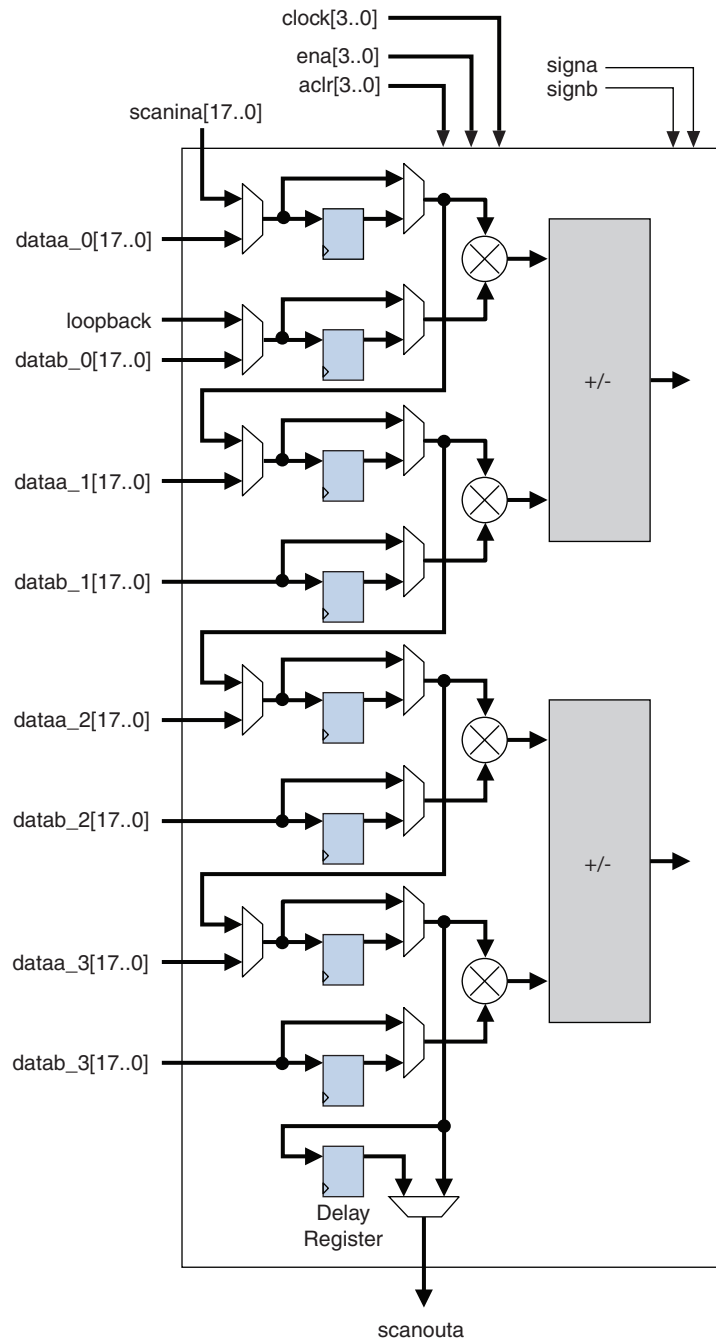 clock[3..0]
ena[3..0]
aclr[3..0]
signa
signb
scanina[17..0]
dataa_0[17..0]
loopback
datab_0[17..0]
+/-
dataa_1[17..0]
datab_1[17..0]
dataa_2[17..0]
datab_2[17..0]
+/-
dataa_3[17..0]
datab_3[17..0]
Delay
Register
scanouta